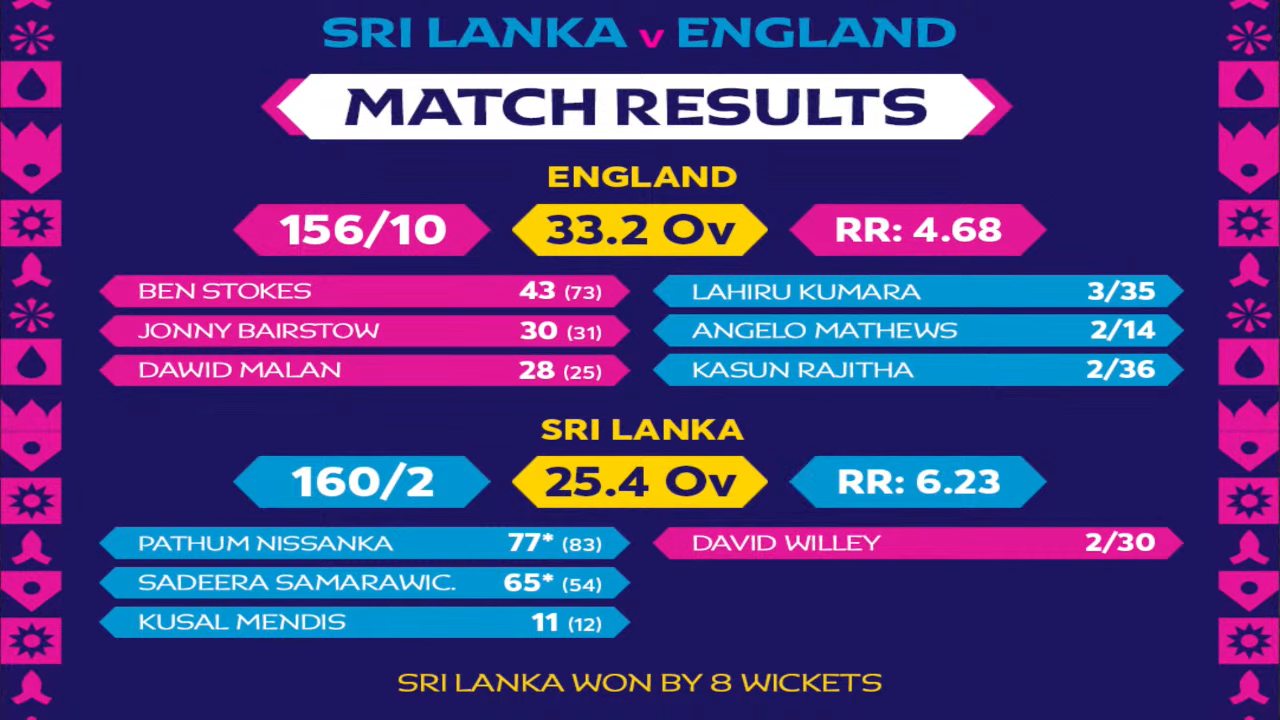 SRI LANKA v ENGLAND
MATCH RESULTS
ENGLAND
156/10 33.2 Ov RR: 4.68
BEN STOKES 43 (73) LAHIRU KUMARA 3/35
JONNY BAIRSTOW 30 (31) ANGELO MATHEWS 2/14
DAWID MALAN 28 (25) KASUN RAJITHA 2/36
SRI LANKA
160/2 25.4 Ov RR: 6.23
PATHUM NISSANKA 77* (83) DAVID WILLEY 2/30
SADEERA SAMARAWIC. 65* (54)
KUSAL MENDIS 11 (12)
SRI LANKA WON BY 8 WICKETS